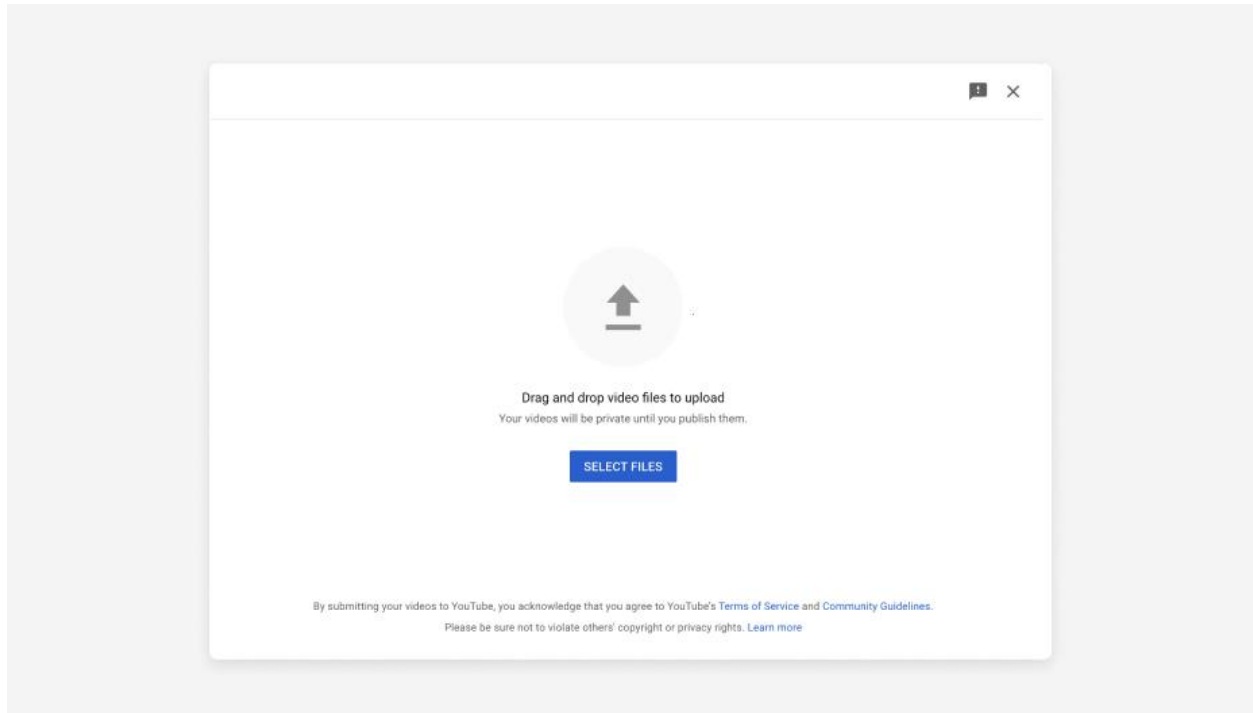 Drag and drop video files to upload
Your videos will be private until you publish them.
SELECT FILES
By submitting your videos to YouTube, you acknowledge that you agree to YouTube's Terms of Service and Community Guidelines.
Please be sure not to violate others' copyright or privacy rights. Learn more